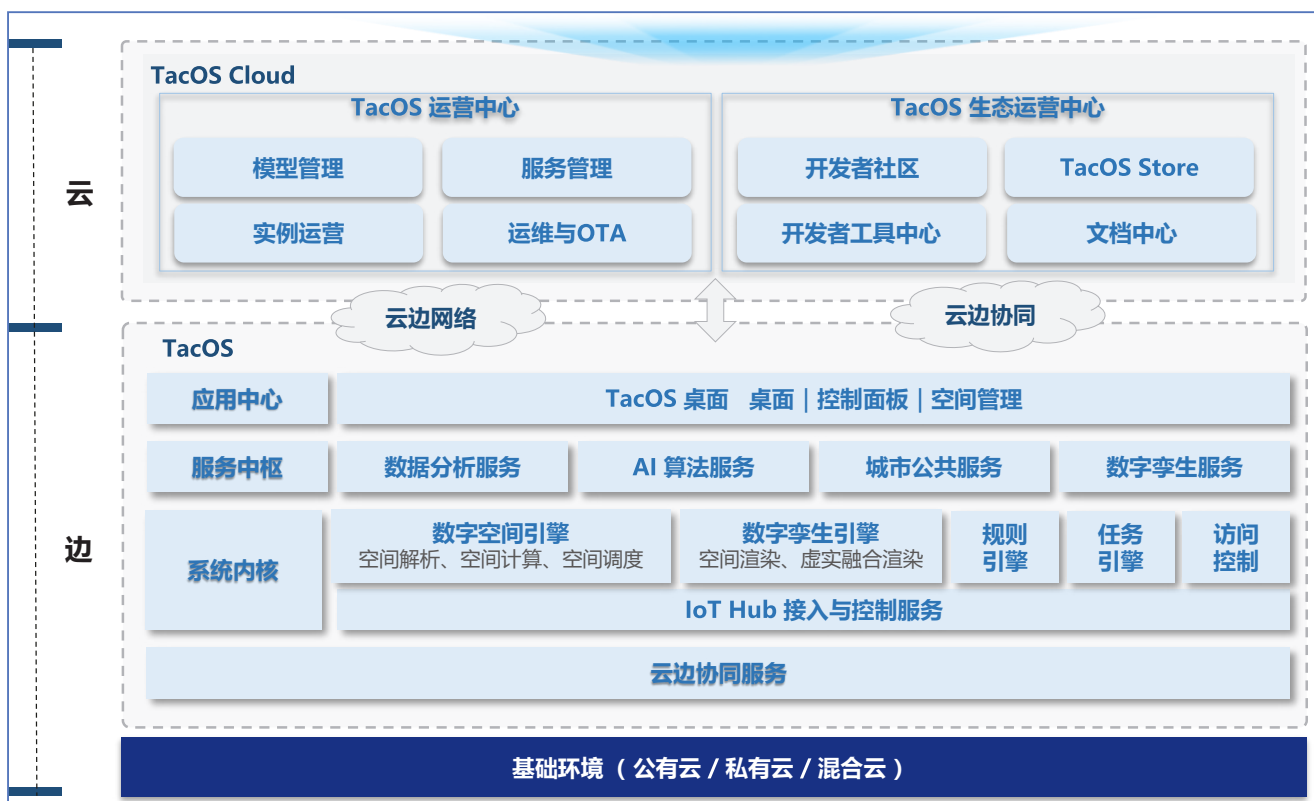 TacOS Cloud
TacOS 运营中心
TacOS 生态运营中心
模型管理
服务管理
开发者社区
TacOS Store
云
实例运营
运维与OTA
开发者工具中心
文档中心
云边网络
云边协同
TacOS
应用中心
TacOS 桌面 桌面 | 控制面板 | 空间管理
服务中枢
数据分析服务
AI 算法服务
城市公共服务
数字孪生服务
边
系统内核
数字空间引擎
空间解析、空间计算、空间调度
数字孪生引擎
空间渲染、虚实融合渲染
规则
引擎
任务
引擎
访问
控制
IoT Hub 接入与控制服务
云边协同服务
基础环境（ 公有云 / 私有云 / 混合云 ）